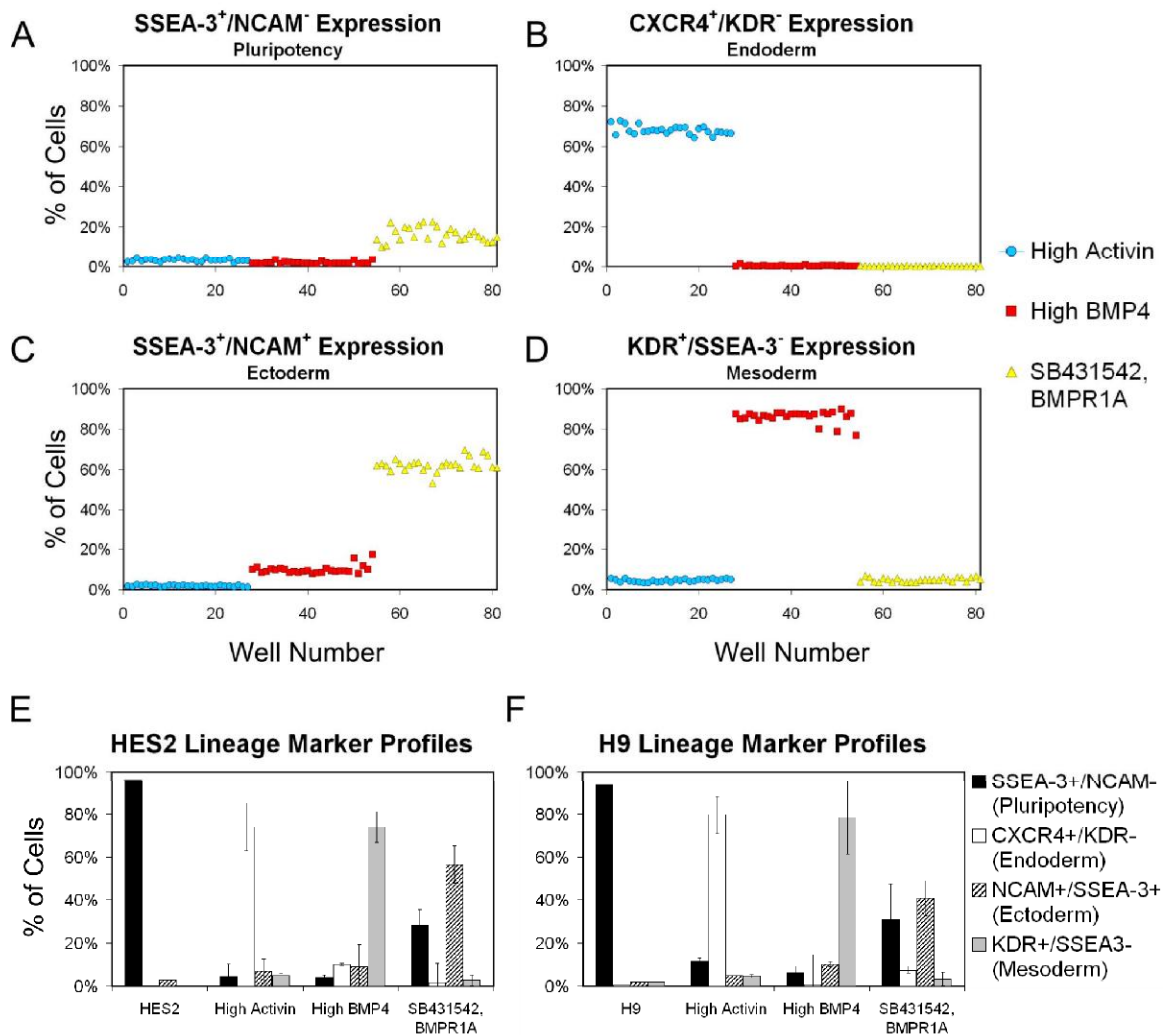 A
SSEA-3+/NCAM- Expression
Pluripotency
B
CXCR4+/KDR- Expression
Endoderm
% of Cells
100%
80%
60%
40%
20%
0%
0
20
40
60
80
100%
80%
60%
40%
20%
0%
0
20
40
60
80
High Activin
High BMP4
SB431542,
BMPR1A
C
SSEA-3+/NCAM+ Expression
Ectoderm
D
KDR+/SSEA-3- Expression
Mesoderm
% of Cells
100%
80%
60%
40%
20%
0%
0
20
40
60
80
100%
80%
60%
40%
20%
0%
0
20
40
60
80
Well Number
Well Number
E
HES2 Lineage Marker Profiles
F
H9 Lineage Marker Profiles
% of Cells
100%
80%
60%
40%
20%
0%
HES2
High Activin
High BMP4
SB431542,
BMPR1A
100%
80%
60%
40%
20%
0%
H9
High Activin
High BMP4
SB431542,
BMPR1A
SSEA-3+/NCAM-
(Pluripotency)
CXCR4+/KDR-
(Endoderm)
NCAM+/SSEA-3+
(Ectoderm)
KDR+/SSEA3-
(Mesoderm)